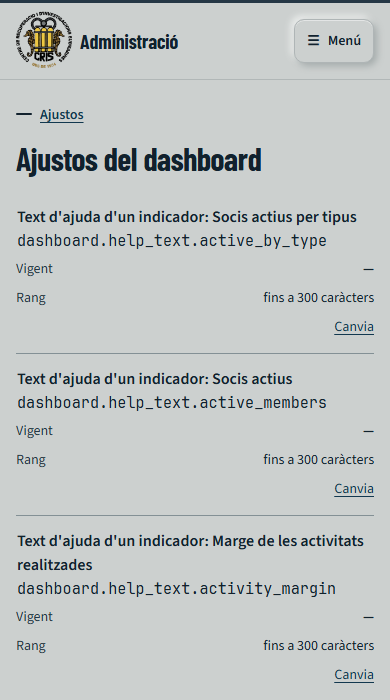 CRIS
Administració
☰ Menú
— Ajustos
Ajustos del dashboard
Text d'ajuda d'un indicador: Socis actius per tipus
dashboard.help_text.active_by_type
Vigent —
Rang fins a 300 caràcters
Canvia
Text d'ajuda d'un indicador: Socis actius
dashboard.help_text.active_members
Vigent —
Rang fins a 300 caràcters
Canvia
Text d'ajuda d'un indicador: Marge de les activitats
realitzades
dashboard.help_text.activity_margin
Vigent —
Rang fins a 300 caràcters
Canvia